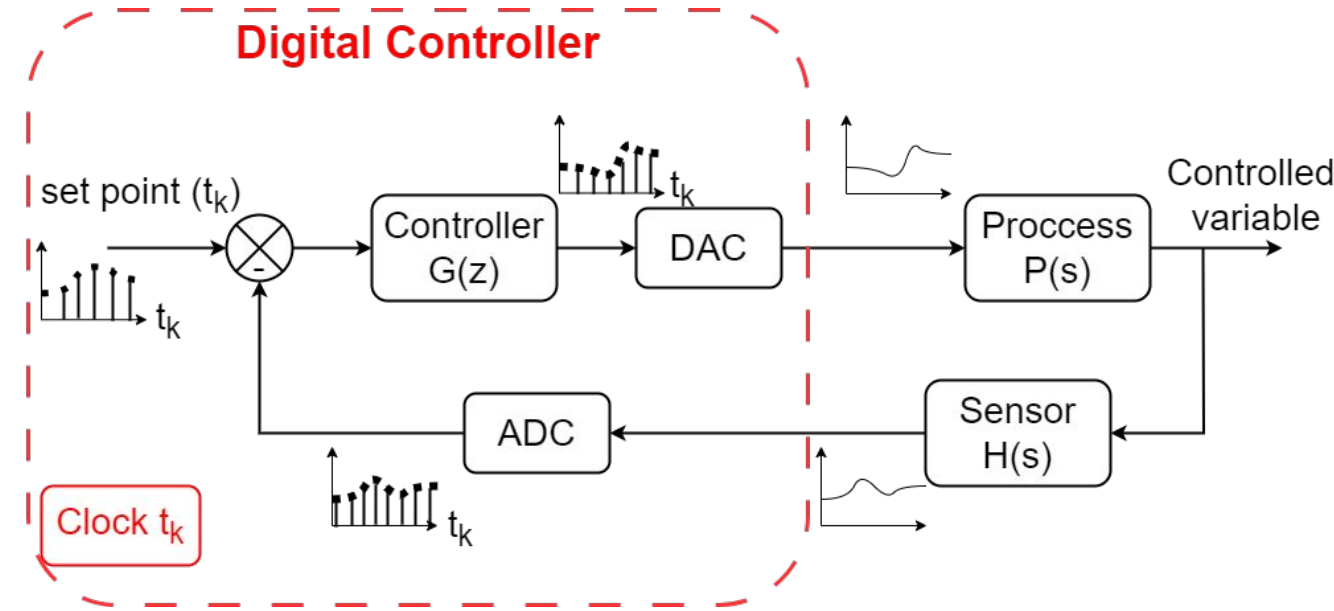 Digital Controller
set point (tk)
tk
Controller
G(z)
tk
DAC
Proccess
P(s)
Controlled
variable
-
ADC
tk
Sensor
H(s)
Clock tk